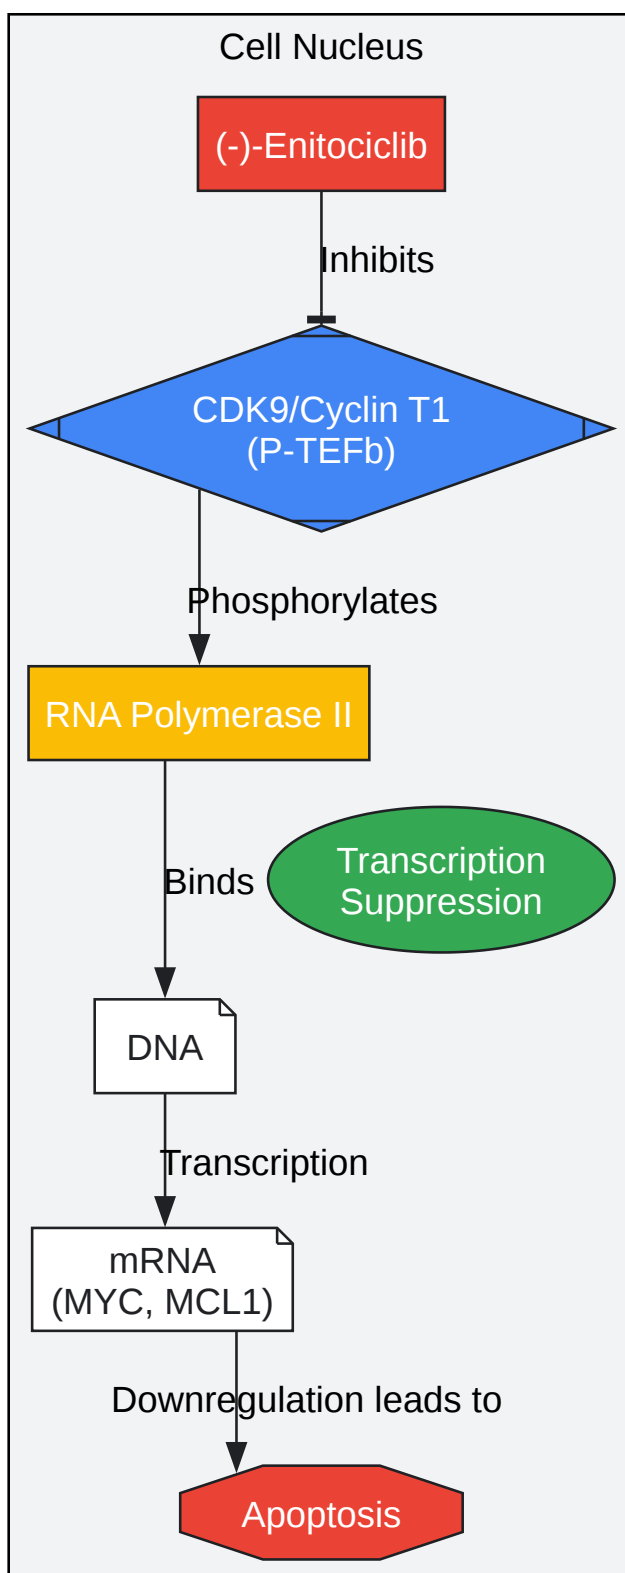 Cell Nucleus
(-)-Enitociclib
Inhibits
CDK9/Cyclin T1
(P-TEFb)
Phosphorylates
RNA Polymerase II
Binds
Transcription
Suppression
DNA
Transcription
mRNA
(MYC, MCL1)
Downregulation leads to
Apoptosis